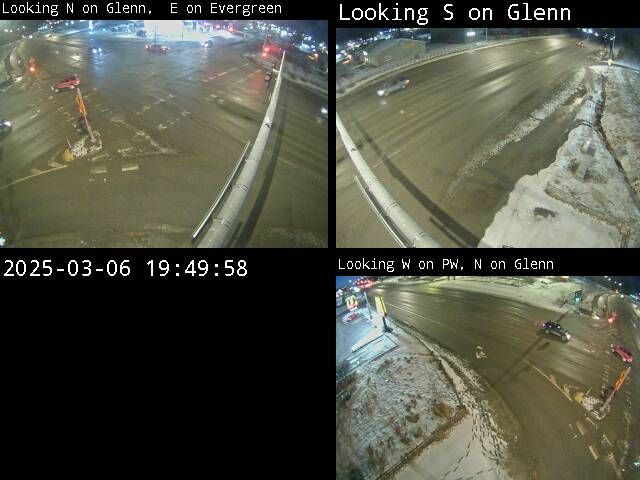 Looking N on Glenn, E on Evergreen
Looking S on Glenn
2025-03-06 19:49:58
Looking W on PW, N on Glenn